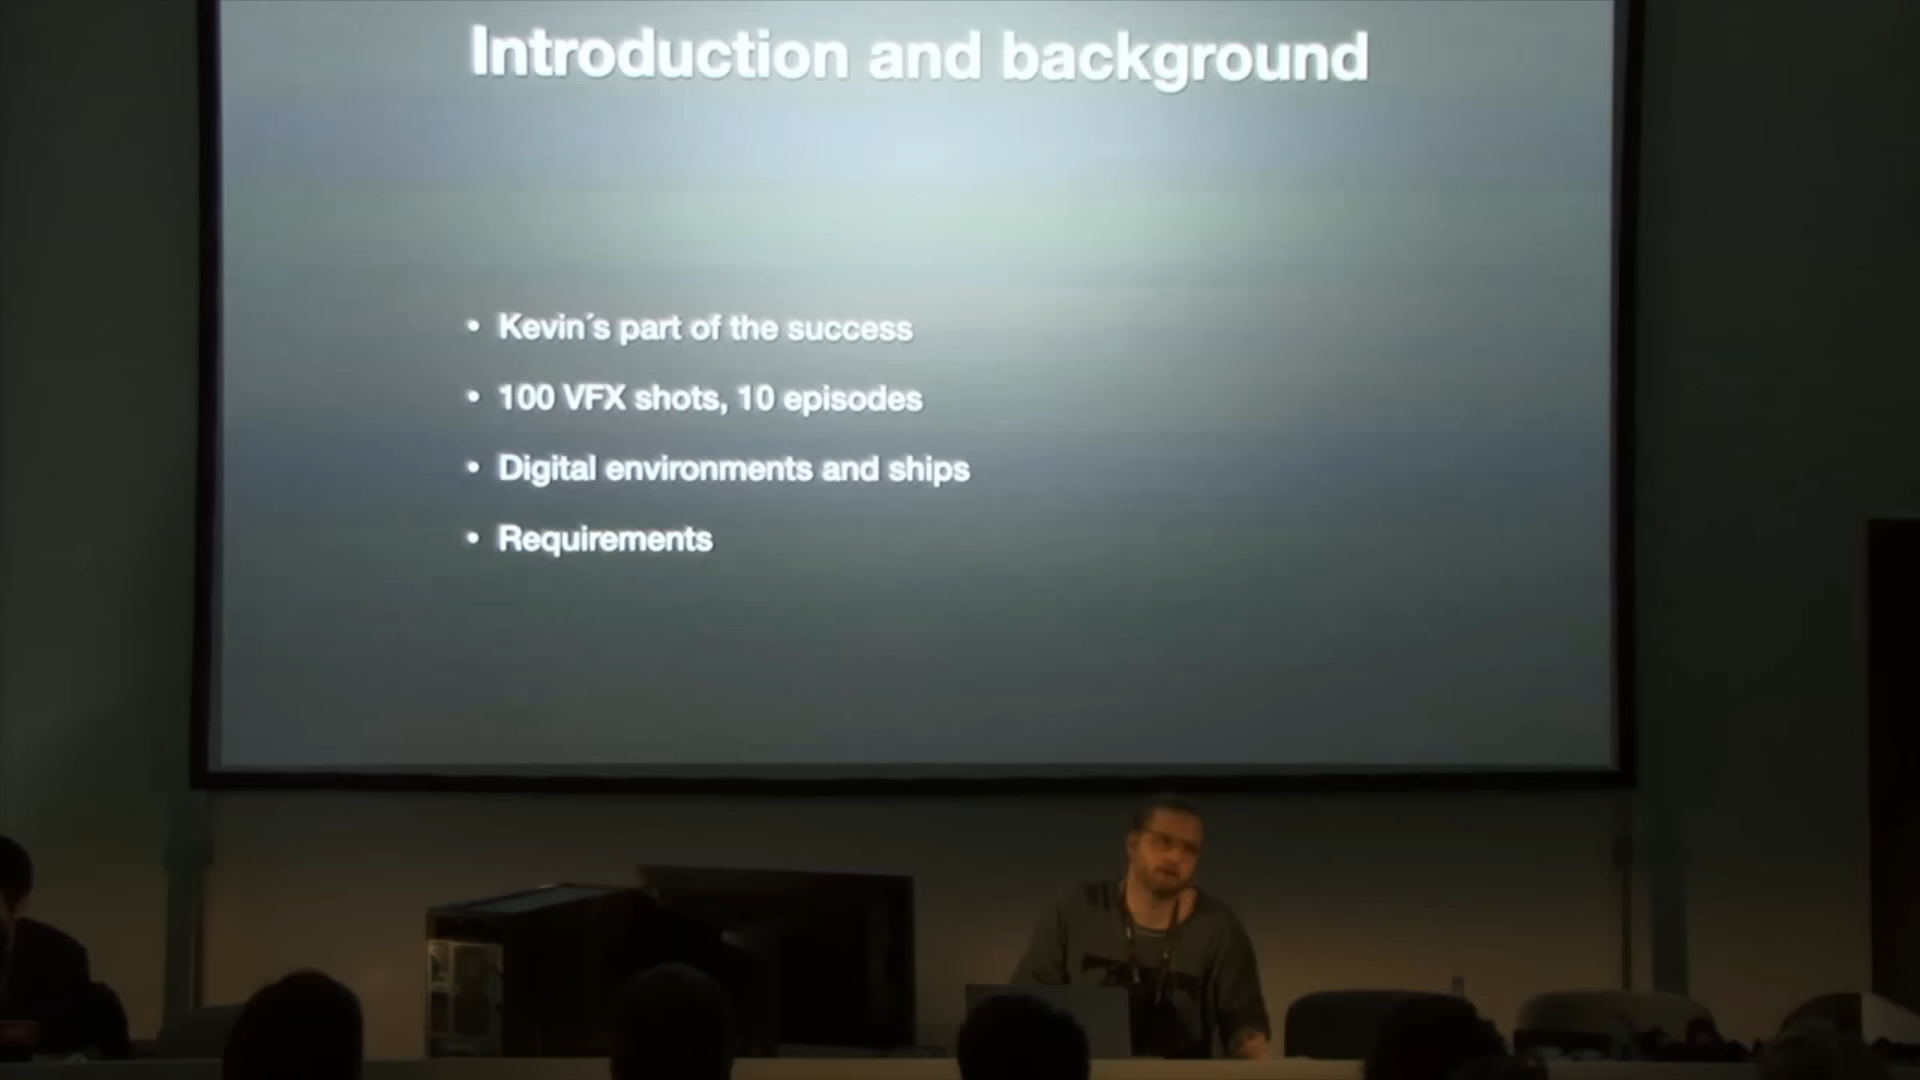 Introduction and background
• Kevin´s part of the success
• 100 VFX shots, 10 episodes
• Digital environments and ships
• Requirements